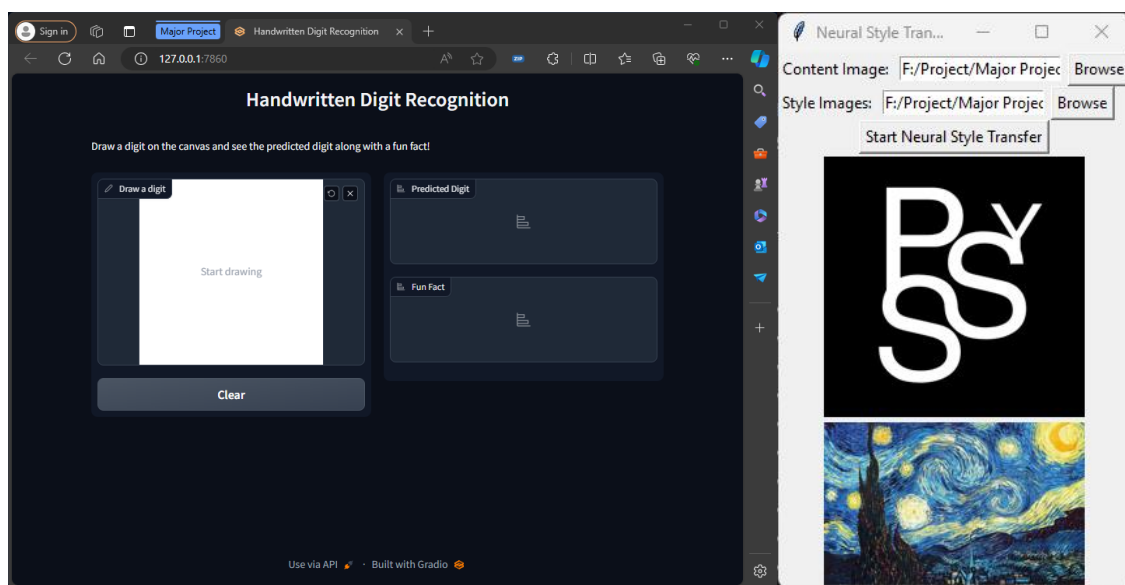 Sign in
Major Project
Handwritten Digit Recognition
127.0.0.1:7860
ZIP
Handwritten Digit Recognition
Draw a digit on the canvas and see the predicted digit along with a fun fact!
Draw a digit
Start drawing
Clear
Predicted Digit
Fun Fact
Use via API · Built with Gradio
Neural Style Tran...
Content Image: F:/Project/Major Projec Browse
Style Images: F:/Project/Major Projec Browse
Start Neural Style Transfer
PSYS